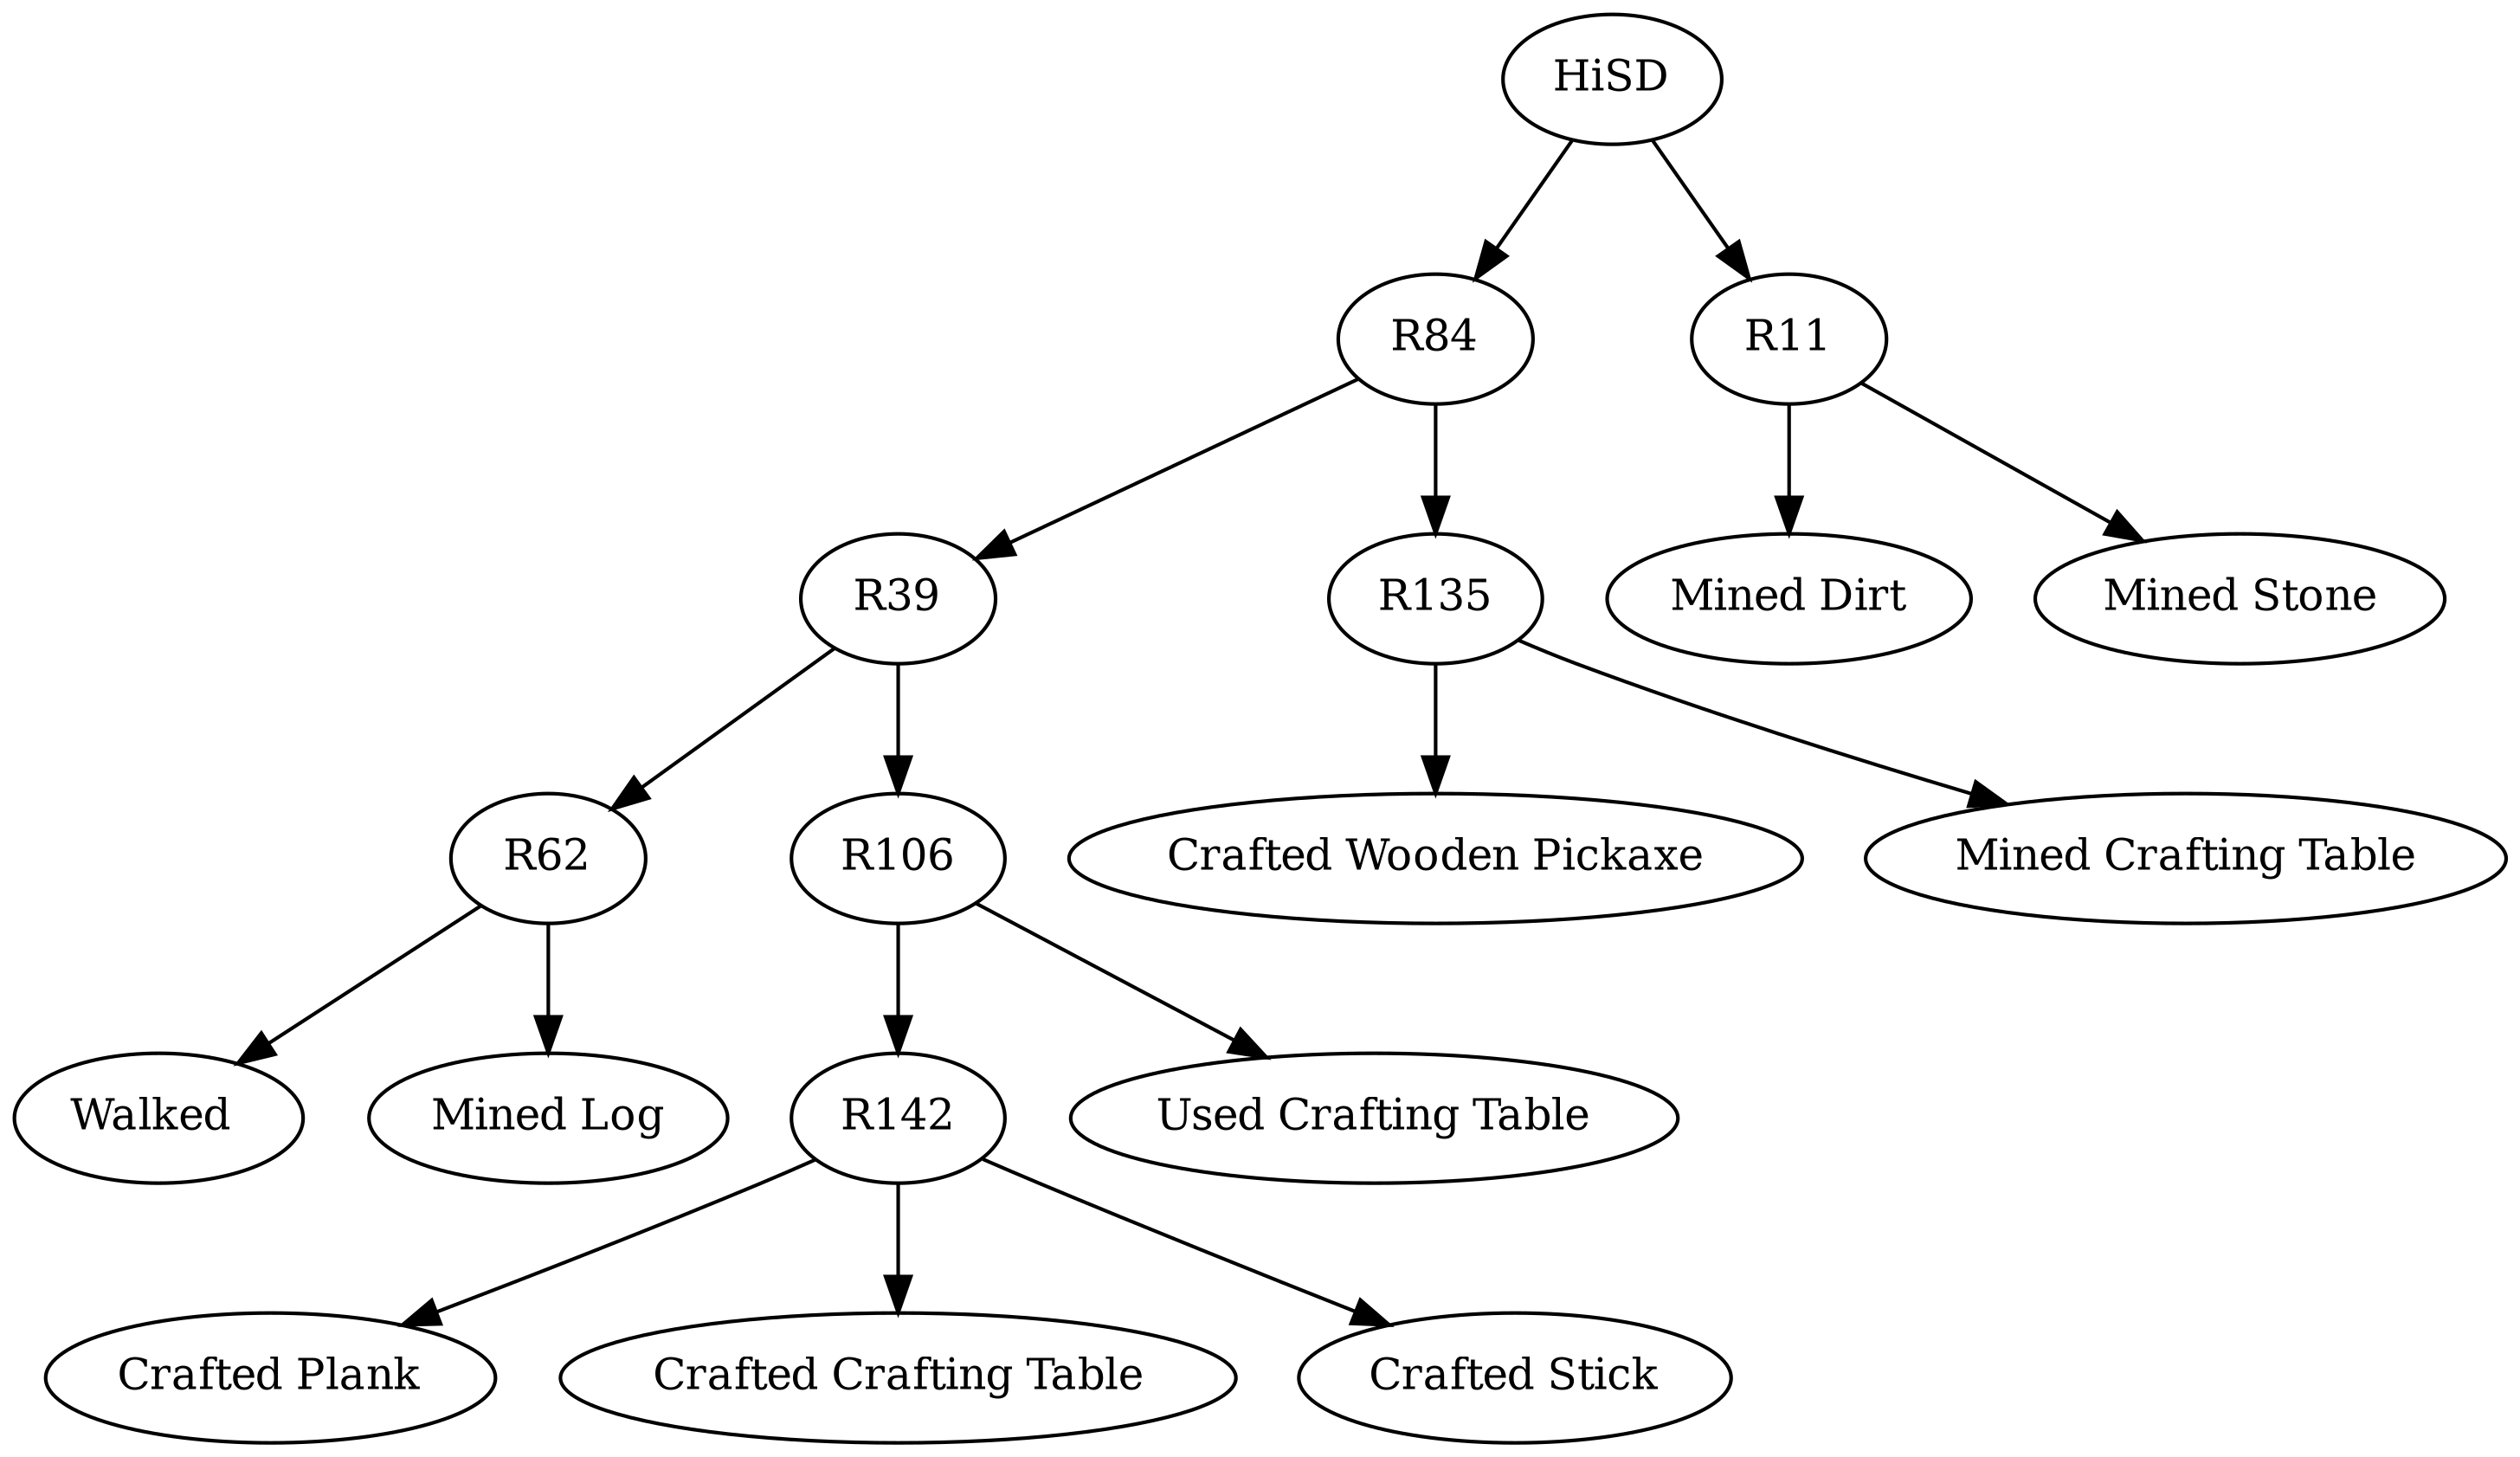 HiSD
R84
R11
R39
R135
Mined Dirt
Mined Stone
R62
R106
Crafted Wooden Pickaxe
Mined Crafting Table
Walked
Mined Log
R142
Used Crafting Table
Crafted Plank
Crafted Crafting Table
Crafted Stick